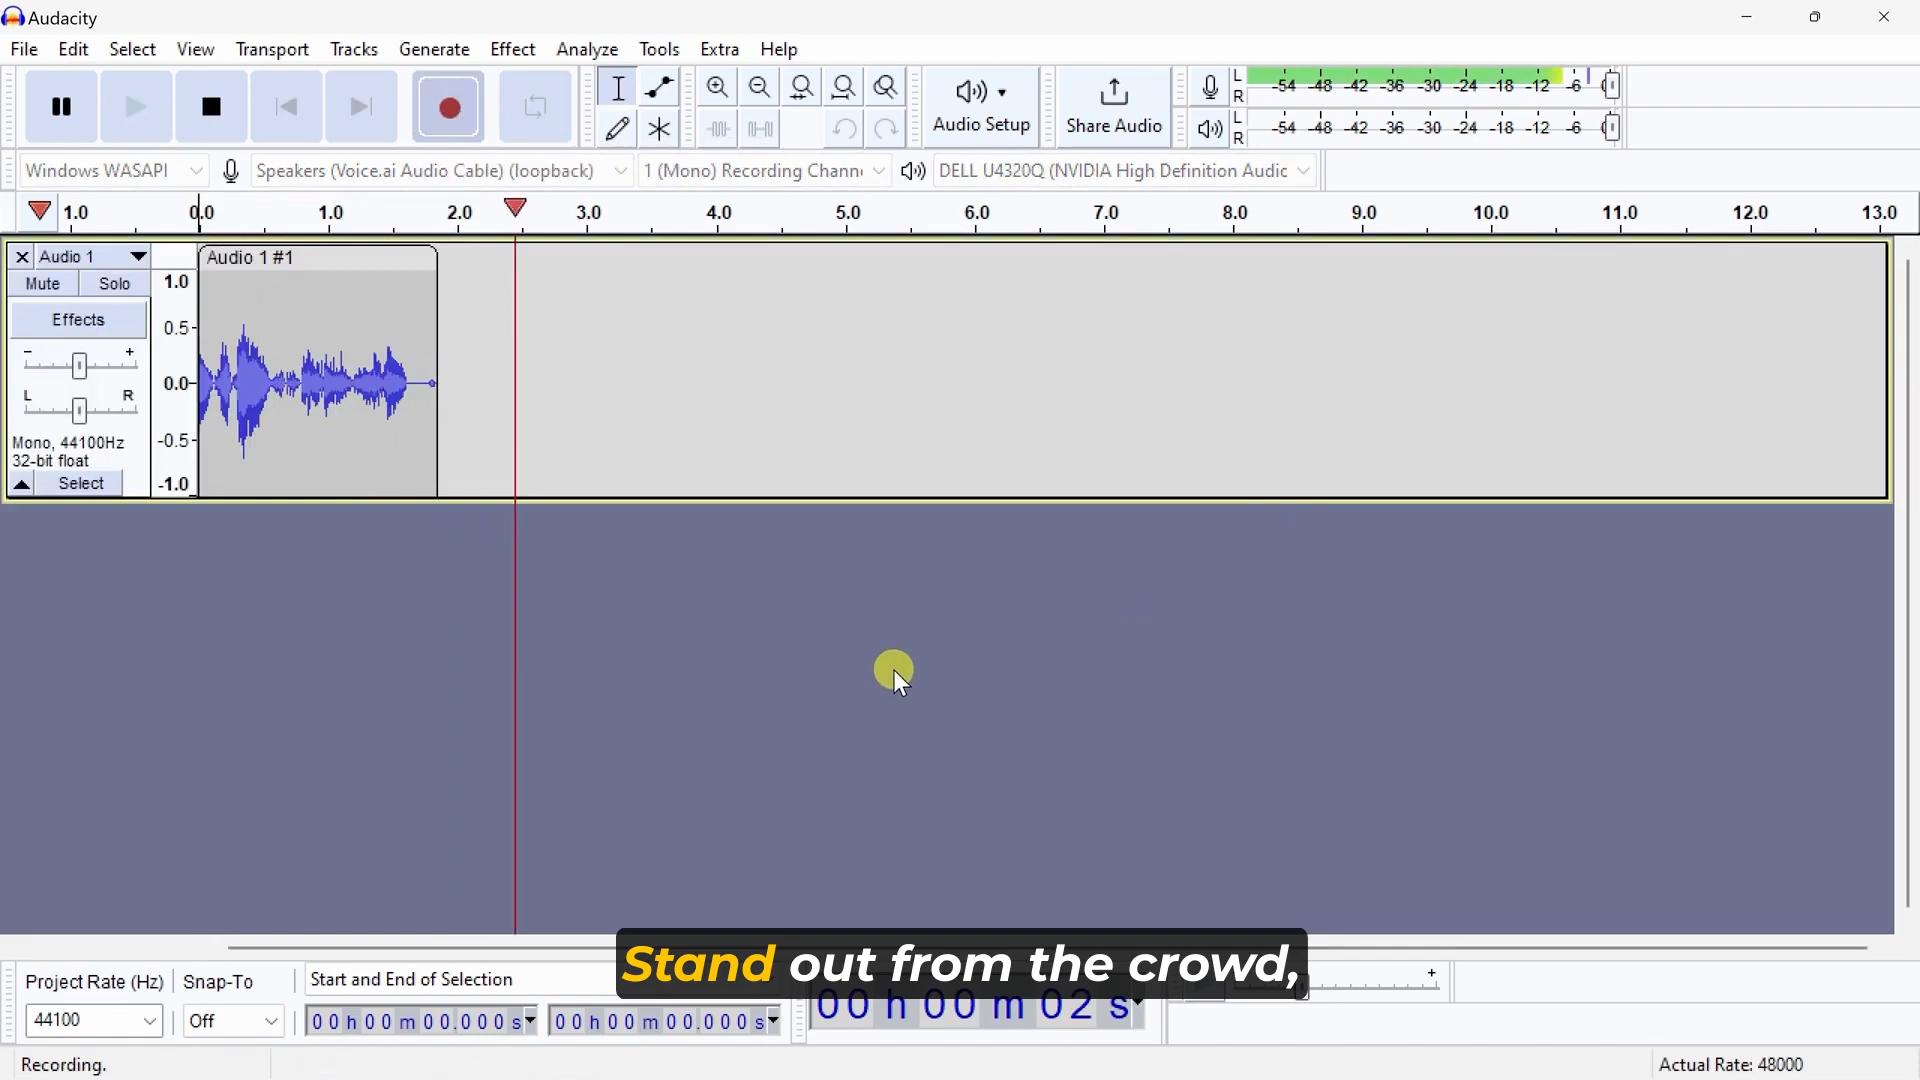 Audacity
File Edit Select View Transport Tracks Generate Effect Analyze Tools Extra Help
Audio Setup
Share Audio
L
R
-54 -48 -42 -36 -30 -24 -18 -12 -6
L
R
-54 -48 -42 -36 -30 -24 -18 -12 -6
Windows WASAPI
Speakers (Voice.ai Audio Cable) (loopback)
1 (Mono) Recording Chann
DELL U4320Q (NVIDIA High Definition Audio
1.0 0.0 1.0 2.0 3.0 4.0 5.0 6.0 7.0 8.0 9.0 10.0 11.0 12.0 13.0
Audio 1
Audio 1 #1
Mute Solo
Effects
- +
L R
Mono, 44100Hz
32-bit float
Select
1.0
0.5
0.0
-0.5
-1.0
Stand out from the crowd,
Project Rate (Hz)
Snap-To
Start and End of Selection
44100
Off
00 h 00 m 00.000 s
00 h 00 m 00.000 s
00 h 00 m 02 s
+
Recording.
Actual Rate: 48000